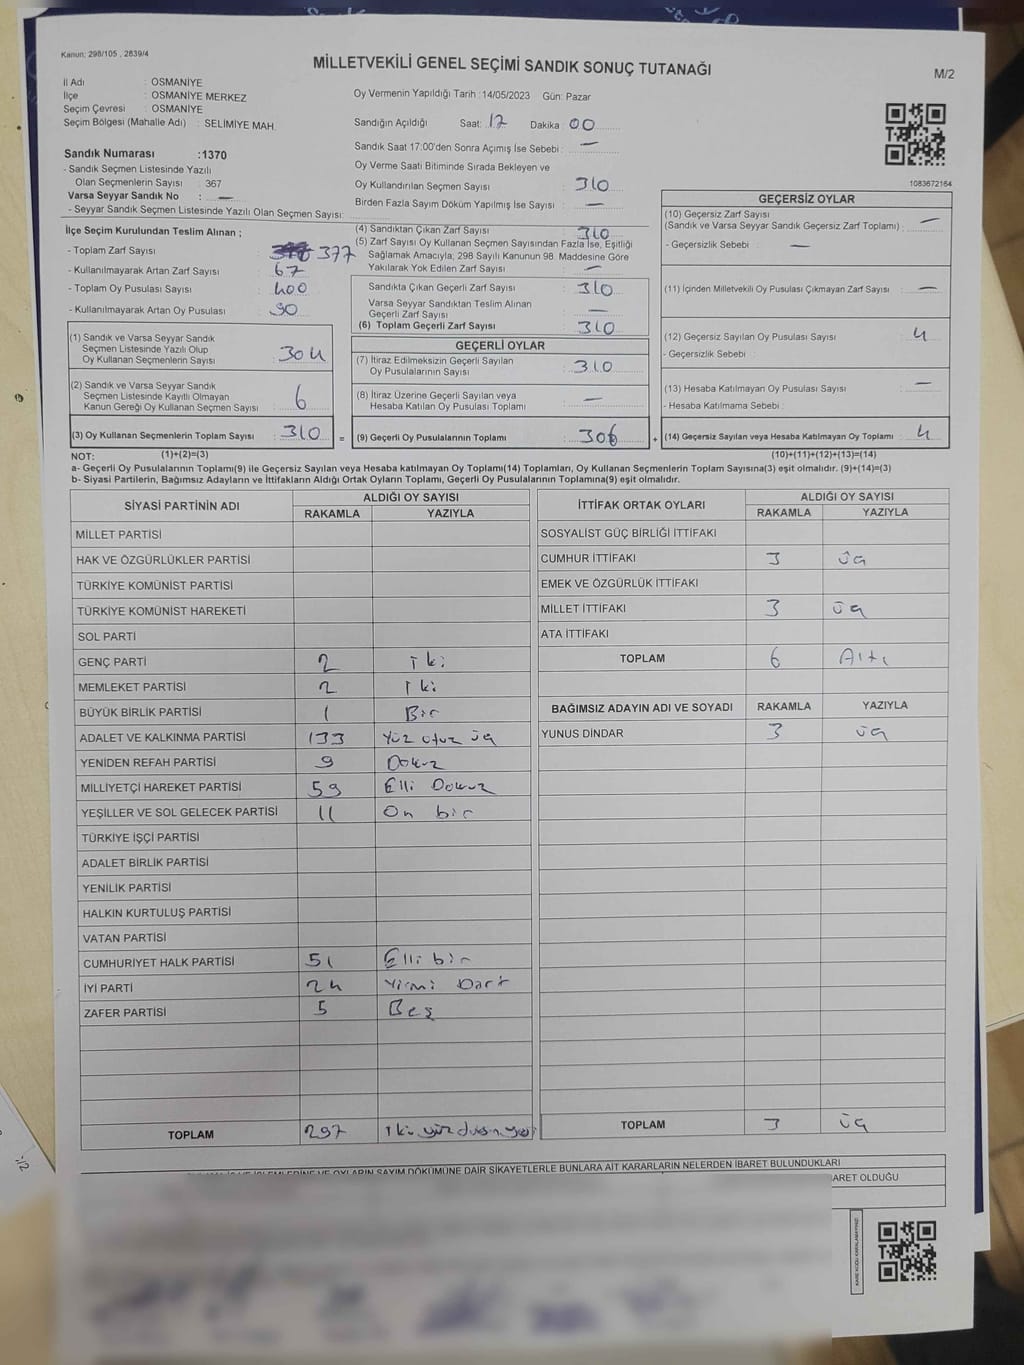 Kanun: 298/105 , 2839/4
MİLLETVEKİLİ GENEL SEÇİMİ SANDIK SONUÇ TUTANAĞI
M/2
İl Adı : OSMANİYE
İlçe : OSMANİYE MERKEZ
Seçim Çevresi : OSMANİYE
Seçim Bölgesi (Mahalle Adı) : SELİMİYE MAH.
Sandık Numarası :1370
- Sandık Seçmen Listesinde Yazılı
Olan Seçmenlerin Sayısı : 367
Varsa Seyyar Sandık No : —
- Seyyar Sandık Seçmen Listesinde Yazılı Olan Seçmen Sayısı:
Oy Vermenin Yapıldığı Tarih :14/05/2023 Gün: Pazar
Sandığın Açıldığı Saat: 17 Dakika 00
Sandık Saat 17:00'den Sonra Açımış İse Sebebi : —
Oy Verme Saati Bitiminde Sırada Bekleyen ve
Oy Kullandırılan Seçmen Sayısı : 310
Birden Fazla Sayım Döküm Yapılmış İse Sayısı : —
1083672164
İlçe Seçim Kurulundan Teslim Alınan ;
- Toplam Zarf Sayısı : 377
- Kullanılmayarak Artan Zarf Sayısı : 67
- Toplam Oy Pusulası Sayısı : 400
- Kullanılmayarak Artan Oy Pusulası : 90
(1) Sandık ve Varsa Seyyar Sandık
Seçmen Listesinde Yazılı Olup
Oy Kullanan Seçmenlerin Sayısı : 304
(2) Sandık ve Varsa Seyyar Sandık
Seçmen Listesinde Kayıtlı Olmayan
Kanun Gereği Oy Kullanan Seçmen Sayısı : 6
(3) Oy Kullanan Seçmenlerin Toplam Sayısı : 310
(4) Sandıktan Çıkan Zarf Sayısı : 310
(5) Zarf Sayısı Oy Kullanan Seçmen Sayısından Fazla İse, Eşitliği
Sağlamak Amacıyla; 298 Sayılı Kanunun 98. Maddesine Göre
Yakılarak Yok Edilen Zarf Sayısı : —
Sandıkta Çıkan Geçerli Zarf Sayısı : 310
Varsa Seyyar Sandıktan Teslim Alınan
Geçerli Zarf Sayısı : —
(6) Toplam Geçerli Zarf Sayısı : 310
GEÇERLİ OYLAR
(7) İtiraz Edilmeksizin Geçerli Sayılan
Oy Pusulalarının Sayısı : 310
(8) İtiraz Üzerine Geçerli Sayılan veya
Hesaba Katılan Oy Pusulası Toplamı : —
= (9) Geçerli Oy Pusulalarının Toplamı : 306
GEÇERSİZ OYLAR
(10) Geçersiz Zarf Sayısı
(Sandık ve Varsa Seyyar Sandık Geçersiz Zarf Toplamı) : —
- Geçersizlik Sebebi : —
(11) İçinden Milletvekili Oy Pusulası Çıkmayan Zarf Sayısı : —
(12) Geçersiz Sayılan Oy Pusulası Sayısı : 4
- Geçersizlik Sebebi :
(13) Hesaba Katılmayan Oy Pusulası Sayısı : —
- Hesaba Katılmama Sebebi :
+ (14) Geçersiz Sayılan veya Hesaba Katılmayan Oy Toplamı : 4
NOT: (1)+(2)=(3) (10)+(11)+(12)+(13)=(14)
a- Geçerli Oy Pusulalarının Toplamı(9) ile Geçersiz Sayılan veya Hesaba katılmayan Oy Toplamı(14) Toplamları, Oy Kullanan Seçmenlerin Toplam Sayısına(3) eşit olmalıdır. (9)+(14)=(3)
b- Siyasi Partilerin, Bağımsız Adayların ve İttifakların Aldığı Ortak Oyların Toplamı, Geçerli Oy Pusulalarının Toplamına(9) eşit olmalıdır.
SİYASİ PARTİNİN ADI ALDIĞI OY SAYISI
RAKAMLA YAZIYLA
MİLLET PARTİSİ
HAK VE ÖZGÜRLÜKLER PARTİSİ
TÜRKİYE KOMÜNİST PARTİSİ
TÜRKİYE KOMÜNİST HAREKETİ
SOL PARTİ
GENÇ PARTİ 2 İki
MEMLEKET PARTİSİ 2 İki
BÜYÜK BİRLİK PARTİSİ 1 Bir
ADALET VE KALKINMA PARTİSİ 133 Yüz otuz üç
YENİDEN REFAH PARTİSİ 9 Dokuz
MİLLİYETÇİ HAREKET PARTİSİ 59 Elli Dokuz
YEŞİLLER VE SOL GELECEK PARTİSİ 11 On bir
TÜRKİYE İŞÇİ PARTİSİ
ADALET BİRLİK PARTİSİ
YENİLİK PARTİSİ
HALKIN KURTULUŞ PARTİSİ
VATAN PARTİSİ
CUMHURİYET HALK PARTİSİ 51 Elli bir
İYİ PARTİ 24 Yirmi Dört
ZAFER PARTİSİ 5 Beş
TOPLAM 297 İki yüz doksan yedi
İTTİFAK ORTAK OYLARI ALDIĞI OY SAYISI
RAKAMLA YAZIYLA
SOSYALİST GÜÇ BİRLİĞİ İTTİFAKI
CUMHUR İTTİFAKI 3 üç
EMEK VE ÖZGÜRLÜK İTTİFAKI
MİLLET İTTİFAKI 3 üç
ATA İTTİFAKI
TOPLAM 6 Altı
BAĞIMSIZ ADAYIN ADI VE SOYADI RAKAMLA YAZIYLA
YUNUS DİNDAR 3 üç
TOPLAM 3 üç
İŞLEMLERİNE VE OYLARIN SAYIM DÖKÜMÜNE DAİR ŞİKAYETLERLE BUNLARA AİT KARARLARIN NELERDEN İBARET BULUNDUKLARI
OLDUĞU